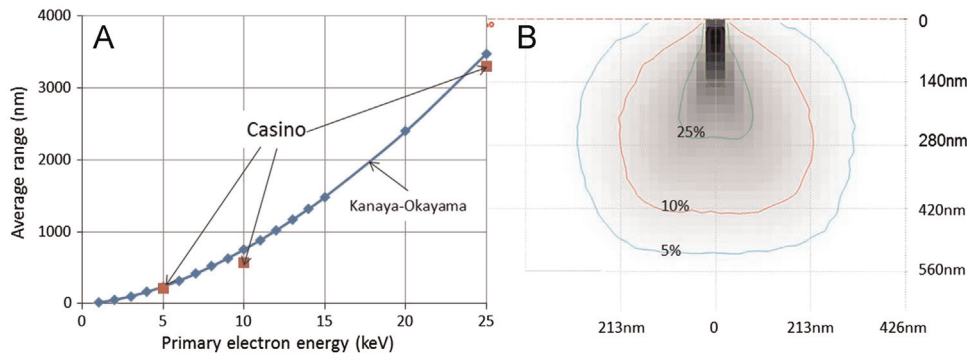 A
4000
3000
2000
1000
0
Average range (nm)
0 5 10 15 20 25
Primary electron energy (keV)
Casino
Kanaya-Okayama
B
25%
10%
5%
0
140nm
280nm
420nm
560nm
213nm 0 213nm 426nm